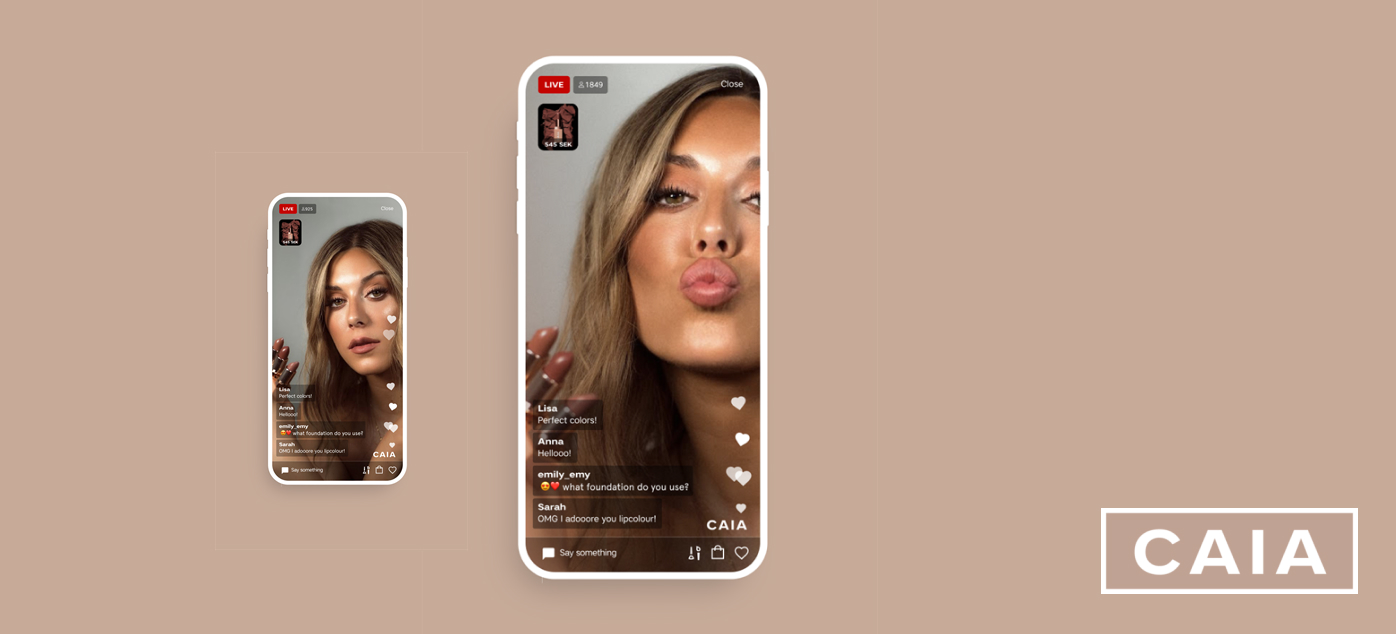 LIVE
825
Close
545 SEK
Lisa
Perfect colors!
Anna
Hellooo!
emily_emy
😍❤️ what foundation do you use?
Sarah
OMG I adooore you lipcolour!
CAIA
Say something
LIVE
1849
Close
545 SEK
Lisa
Perfect colors!
Anna
Hellooo!
emily_emy
😍❤️ what foundation do you use?
Sarah
OMG I adooore you lipcolour!
CAIA
Say something
CAIA